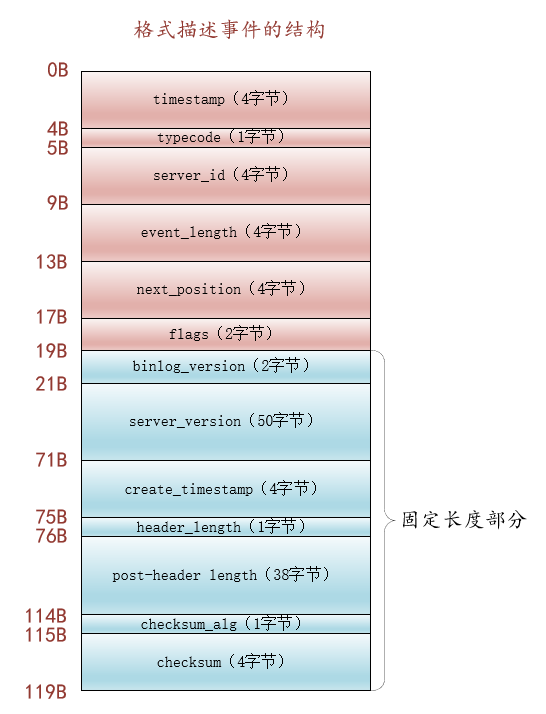 格式描述事件的结构
0B
timestamp（4字节）
4B
typecode（1字节）
5B
server_id（4字节）
9B
event_length（4字节）
13B
next_position（4字节）
17B
flags（2字节）
19B
binlog_version（2字节）
21B
server_version（50字节）
71B
create_timestamp（4字节）
75B
header_length（1字节）
固定长度部分
76B
post-header length（38字节）
114B
checksum_alg（1字节）
115B
checksum（4字节）
119B